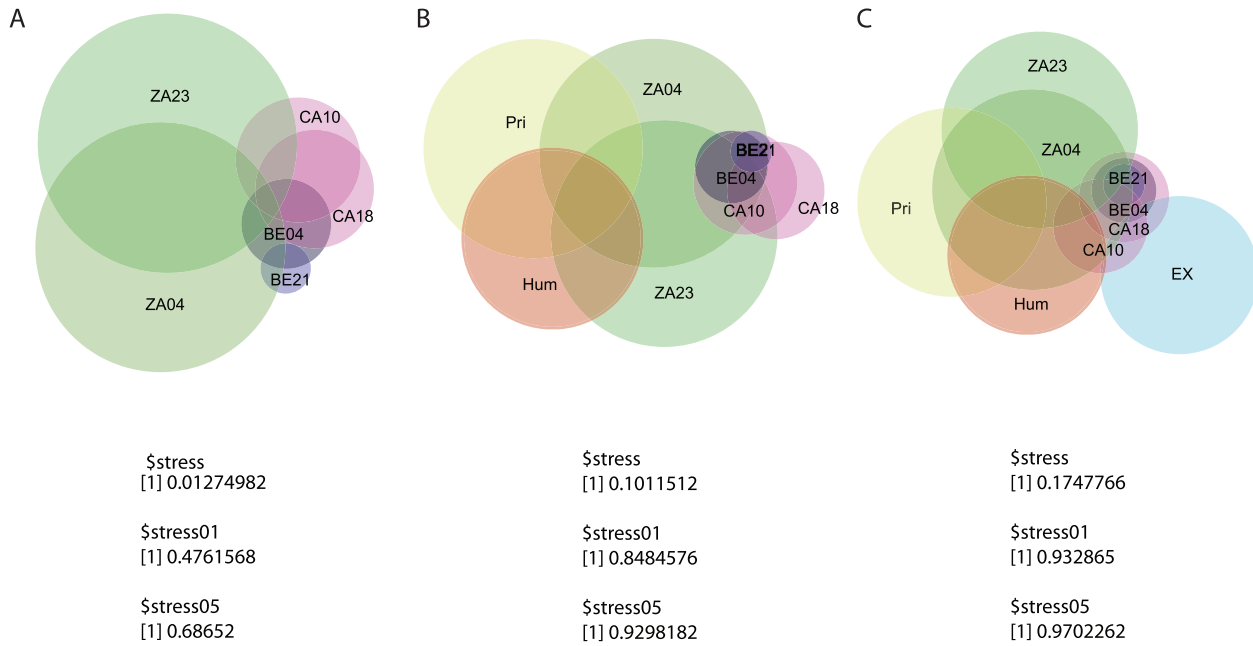 A
ZA23
CA10
CA18
BE04
BE21
ZA04
$stress
[1] 0.01274982
$stress01
[1] 0.4761568
$stress05
[1] 0.68652
B
ZA04
Pri
BE21
BE04
CA10
CA18
Hum
ZA23
$stress
[1] 0.1011512
$stress01
[1] 0.8484576
$stress05
[1] 0.9298182
C
ZA23
ZA04
BE21
Pri
BE04
CA18
CA10
EX
Hum
$stress
[1] 0.1747766
$stress01
[1] 0.932865
$stress05
[1] 0.9702262